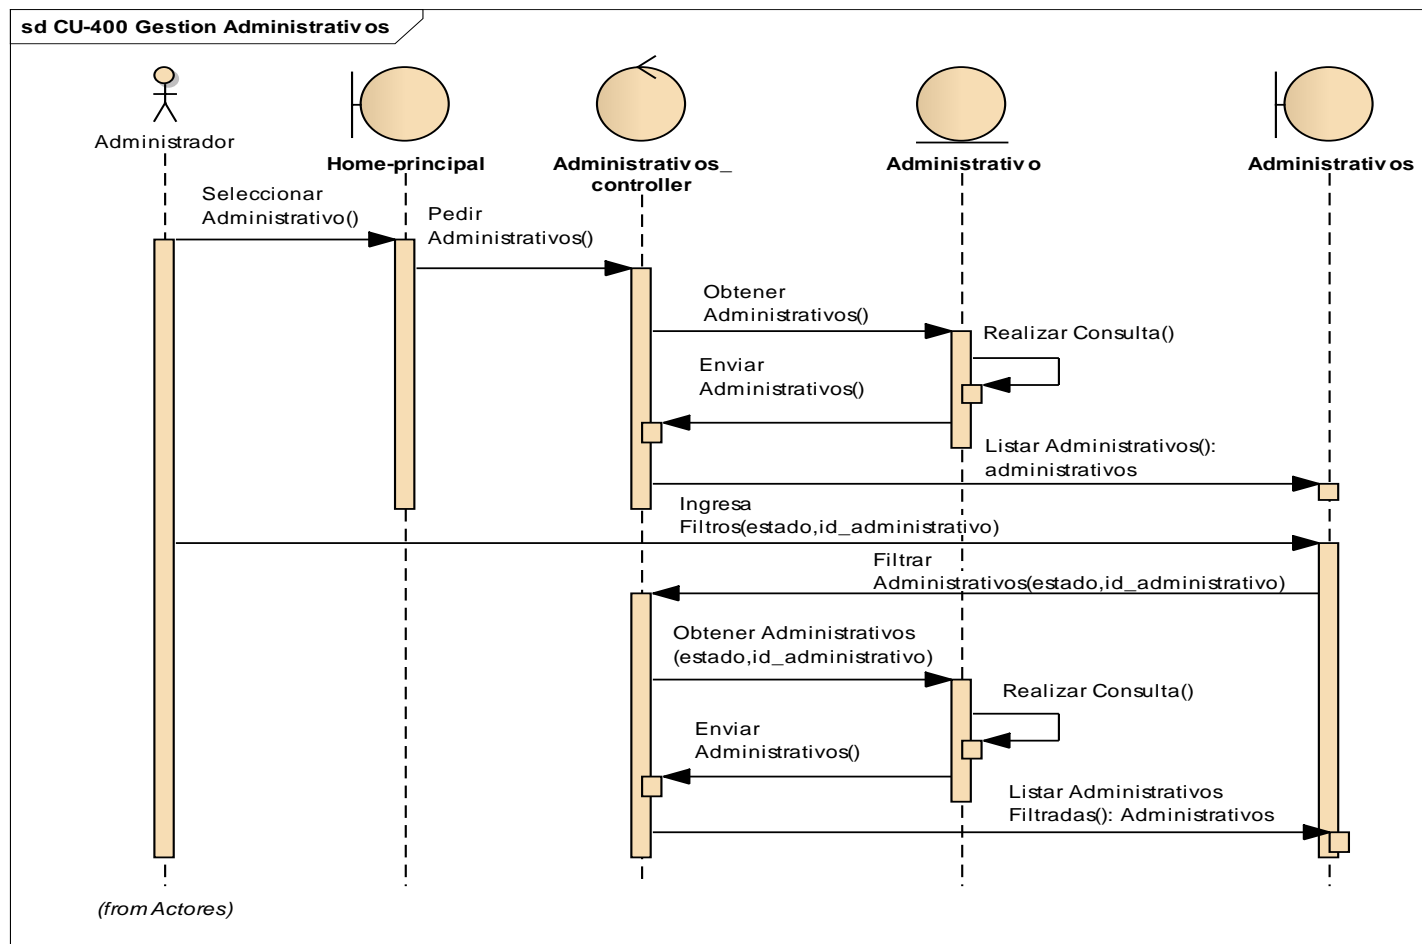 sd CU-400 Gestion Administrativos
Administrador
Home-principal
Administrativos_
controller
Administrativo
Administrativos
Seleccionar
Administrativo()
Pedir
Administrativos()
Obtener
Administrativos()
Realizar Consulta()
Enviar
Administrativos()
Listar Administrativos():
administrativos
Ingresa
Filtros(estado,id_administrativo)
Filtrar
Administrativos(estado,id_administrativo)
Obtener Administrativos
(estado,id_administrativo)
Realizar Consulta()
Enviar
Administrativos()
Listar Administrativos
Filtradas(): Administrativos
(from Actores)